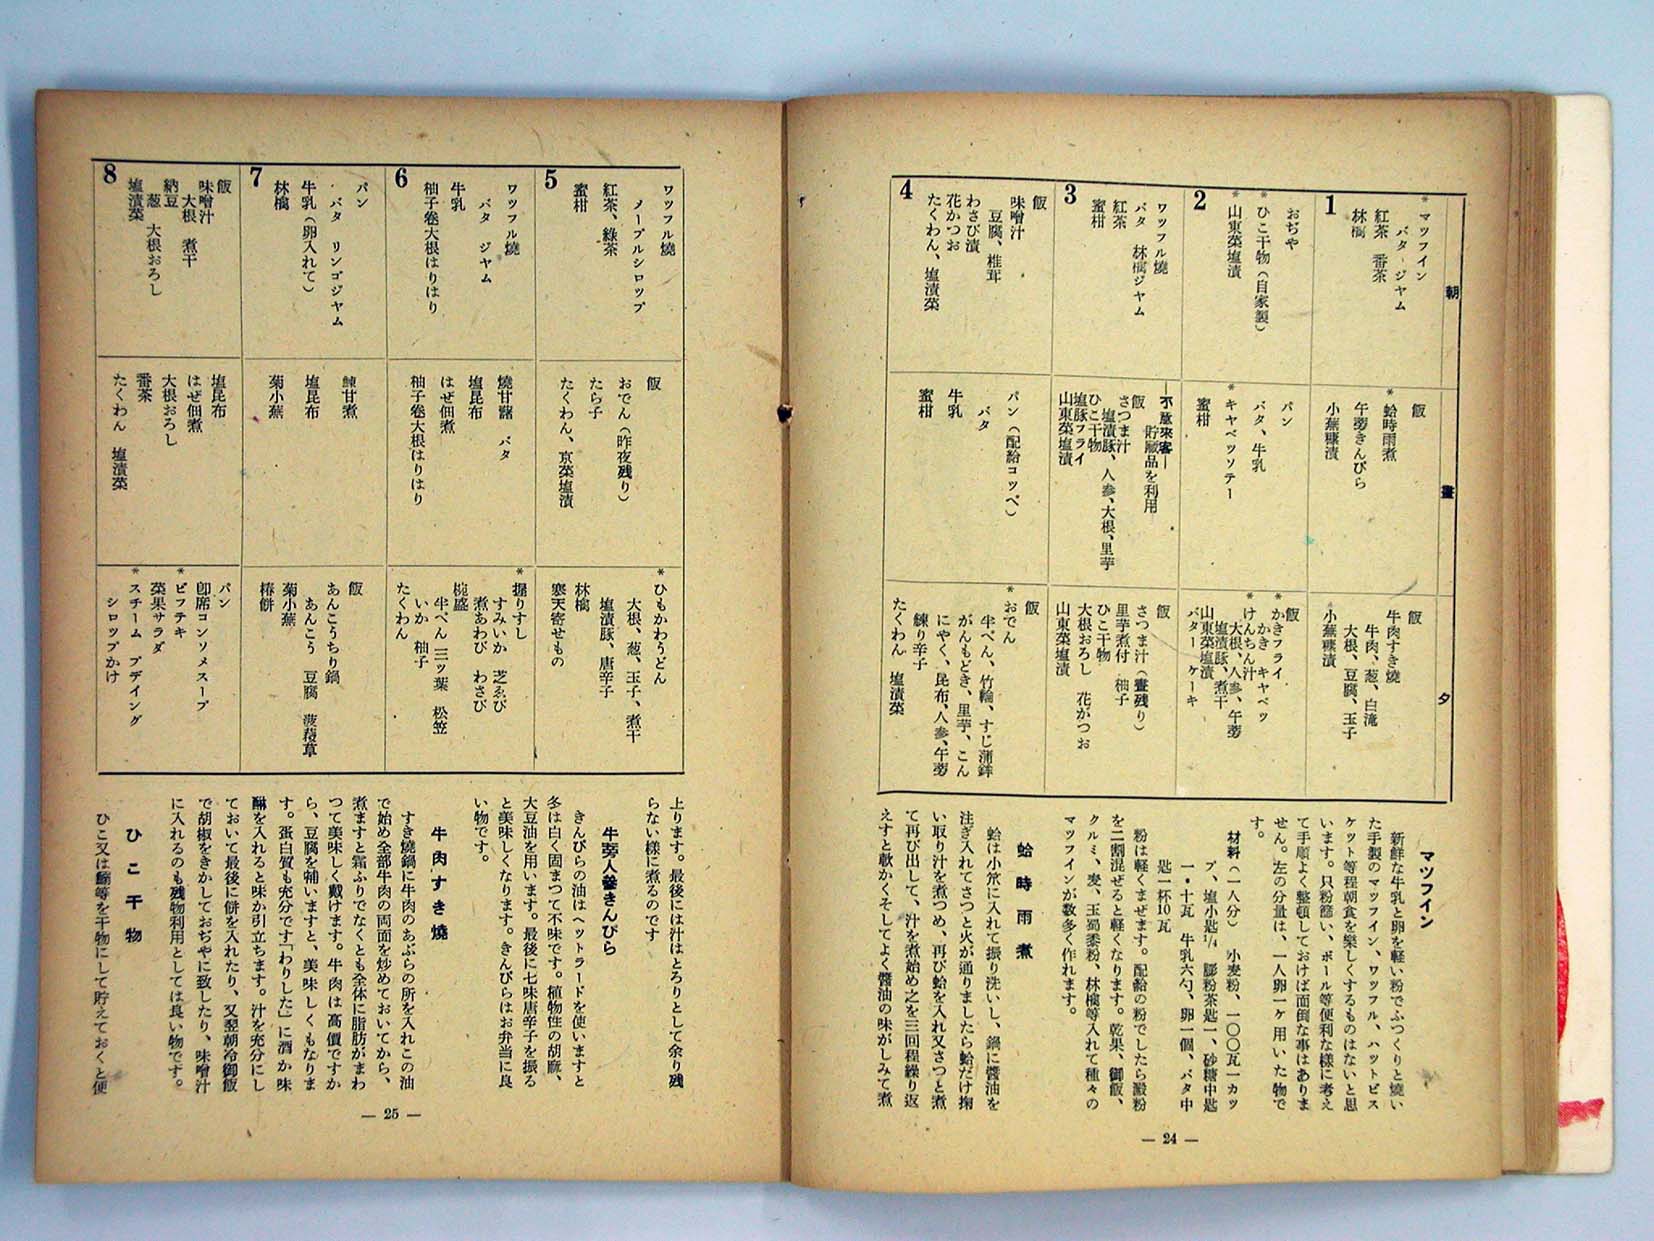 朝
晝
夕
1
＊マツフイン
バタージヤム
紅茶　番茶
林檎
飯
＊蛤時雨煮
午蒡きんぴら
小蕪糠漬
飯
牛肉すき燒
牛肉、葱、白滝
大根、豆腐、玉子
小蕪糠漬
2
おぢや
＊ひこ干物（自家製）
＊山東菜塩漬
パン
バタ、牛乳
＊キヤベツソテー
蜜柑
飯
＊かきフライ
かき　キヤベツ
＊けんちん汁
大根、人参、午蒡
塩漬豚、煮干
山東菜塩漬
バターケーキ
3
ワツフル燒
バタ　林檎ジヤム
紅茶
蜜柑
―不意來客―
貯藏品を利用
飯
さつま汁
塩漬豚、人参、大根、里芋
ひこ干物
塩豚フライ
山東菜塩漬
飯
さつま汁（晝残り）
里芋煮付　柚子
ひこ干物
大根おろし　花がつお
山東菜塩漬
4
飯
味噌汁
豆腐、椎茸
わさび漬
花かつお
たくわん、塩漬菜
パン（配給コツペ）
バタ
牛乳
蜜柑
飯
＊おでん
半ぺん、竹輪、すじ蒲鉾
がんもどき、里芋、こん
にやく、昆布、人参、午蒡
練り辛子
たくわん　塩漬菜
マツフイン
新鮮な牛乳と卵を軽い粉でふつくりと燒い
た手製のマツフイン、ワツフル、ハツトビス
ケツト等程朝食を樂しくするものはないと思
います。只粉篩い、ボール等便利な様に考え
て手順よく整頓しておけば面倒な事はありま
せん。左の分量は、一人卵一ケ用いた物で
す。
材料（一人分）　小麦粉、一〇〇瓦一カツ
プ、塩小匙1/4　膨粉茶匙一、砂糖中匙
一・十瓦　牛乳六勺、卵一個、バタ中
匙一杯10瓦
粉は軽くまぜます。配給の粉でしたら澱粉
を二割混ぜると軽くなります。乾果、御飯、
クルミ、麦、玉蜀黍粉、林檎等入れて種々の
マツフインが数多く作れます。
蛤時雨煮
蛤は小笊に入れて振り洗いし、鍋に醬油を
注ぎ入れてさつと火が通りましたら蛤だけ掬
い取り汁を煮つめ、再び蛤を入れ又さつと煮
て再び出して、汁を煮始め之を三回程繰り返
えすと軟かくそしてよく醬油の味がしみて煮
― 24 ―
5
ワツフル燒
メープルシロツプ
紅茶、綠茶
蜜柑
飯
おでん（昨夜残り）
たら子
たくわん、京菜塩漬
＊ひもかわうどん
大根、葱、玉子、煮干
塩漬豚、唐辛子
林檎
寒天寄せもの
6
ワツフル燒
バタ　ジヤム
牛乳
柚子巻大根はりはり
燒甘藷　バタ
塩昆布
はぜ佃煮
柚子巻大根はりはり
＊握りすし
すみいか　芝ゑび
煮あわび　わさび
椀盛
半ぺん　三ツ葉　松笠
いか　柚子
たくわん
7
パン
バタ　リンゴジヤム
牛乳（卵入れて）
林檎
鰊甘煮
塩昆布
菊小蕪
飯
あんこうちり鍋
あんこう　豆腐　菠薐草
菊小蕪
椿餅
8
飯
味噌汁
大根　煮干
納豆
葱　大根おろし
塩漬菜
塩昆布
はぜ佃煮
大根おろし
番茶
たくわん　塩漬菜
パン
卽席コンソメスープ
＊ビフテキ
菜果サラダ
＊スチーム　プデイング
シロツプかけ
上ります。最後には汁はとろりとして余り残
らない様に煮るのです
牛蒡人参きんぴら
きんぴらの油はヘツトラードを使いますと
冬は白く固まつて不味です。植物性の胡麻、
大豆油を用います。最後に七味唐辛子を振る
と美味しくなります。きんぴらはお弁当に良
い物です。
牛肉すき燒
すき燒鍋に牛肉のあぶらの所を入れこの油
で始め全部牛肉の両面を炒めておいてから、
煮ますと霜ふりでなくとも全体に脂肪がまわ
つて美味しく戴けます。牛肉は高價ですか
ら、豆腐を補いますと、美味しくもなりま
す。蛋白質も充分です「わりした」に酒か味
醂を入れると味が引立ちます。汁を充分にし
ておいて最後に餅を入れたり、又翌朝冷御飯
で胡椒をきかしておぢやに致したり、味噌汁
に入れるのも残物利用としては良い物です。
ひこ干物
ひこ又は鰯等を干物にして貯えておくと便
― 25 ―